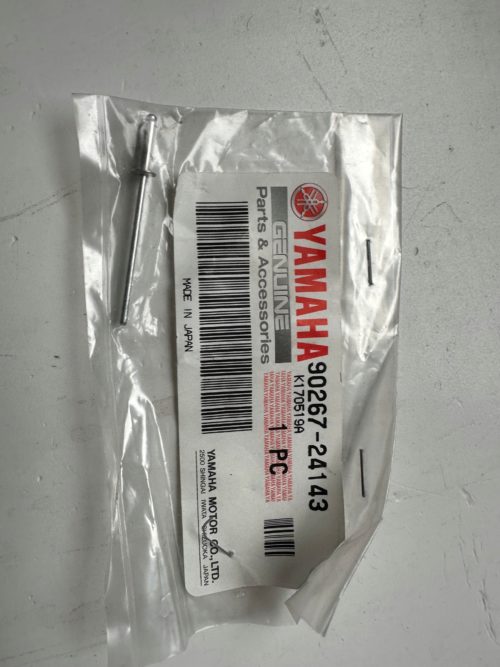 YAMAHA
GENUINE
Parts & Accessories
90267-24143
K170519A
1 PC
MADE IN JAPAN
YAMAHA MOTOR CO.,LTD.
2500 SHINGAI IWATA SHIZUOKA JAPAN